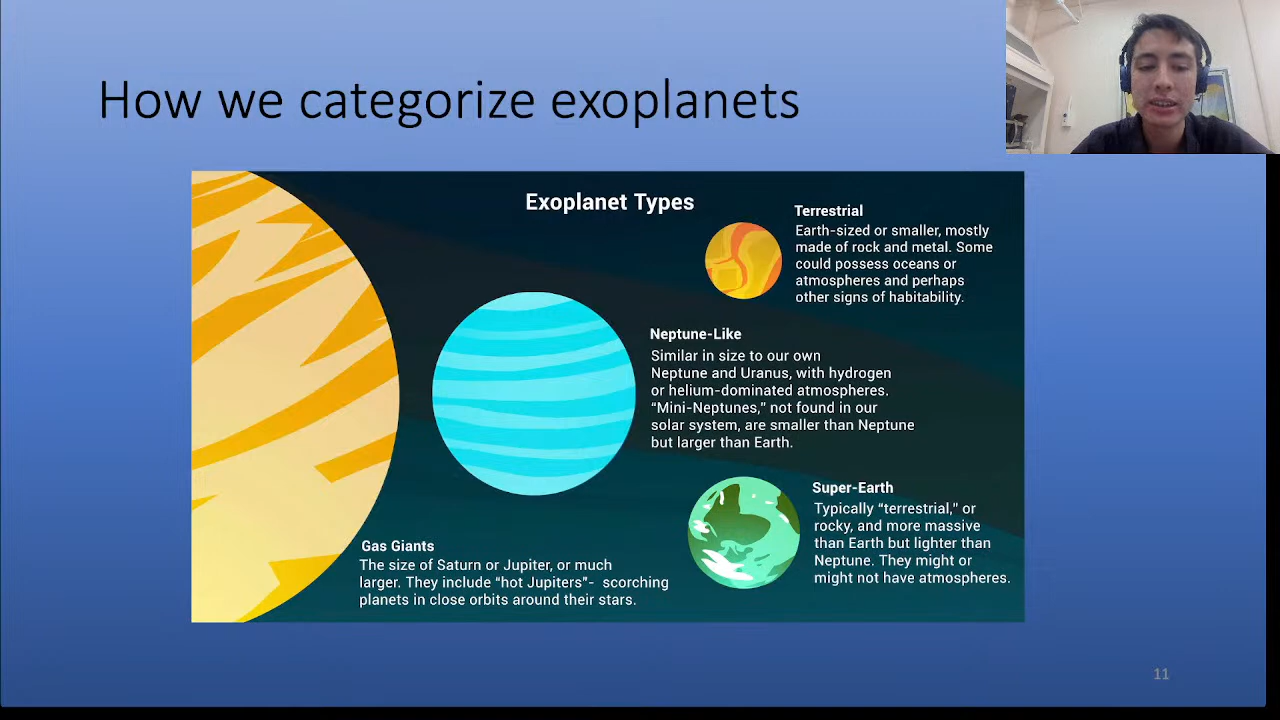 How we categorize exoplanets
Exoplanet Types
Terrestrial
Earth-sized or smaller, mostly
made of rock and metal. Some
could possess oceans or
atmospheres and perhaps
other signs of habitability.
Neptune-Like
Similar in size to our own
Neptune and Uranus, with hydrogen
or helium-dominated atmospheres.
“Mini-Neptunes,” not found in our
solar system, are smaller than Neptune
but larger than Earth.
Super-Earth
Typically “terrestrial,” or
rocky, and more massive
than Earth but lighter than
Neptune. They might or
might not have atmospheres.
Gas Giants
The size of Saturn or Jupiter, or much
larger. They include “hot Jupiters”- scorching
planets in close orbits around their stars.
11